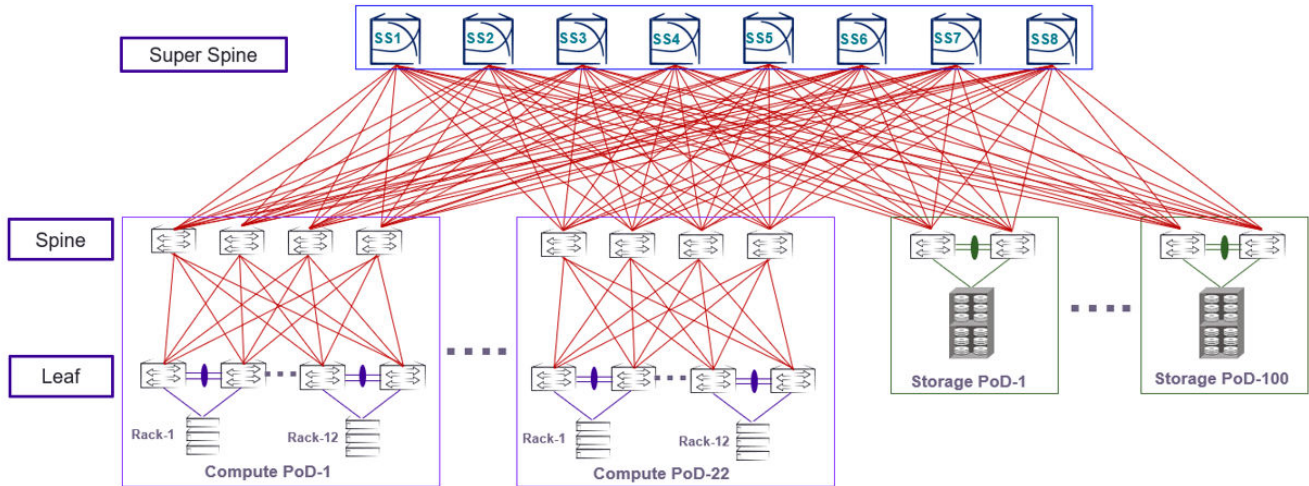 SS1 SS2 SS3 SS4 SS5 SS6 SS7 SS8
Super Spine
Spine
Leaf
Storage PoD-1
Storage PoD-100
Rack-1
Rack-12
Rack-1
Rack-12
Compute PoD-1
Compute PoD-22